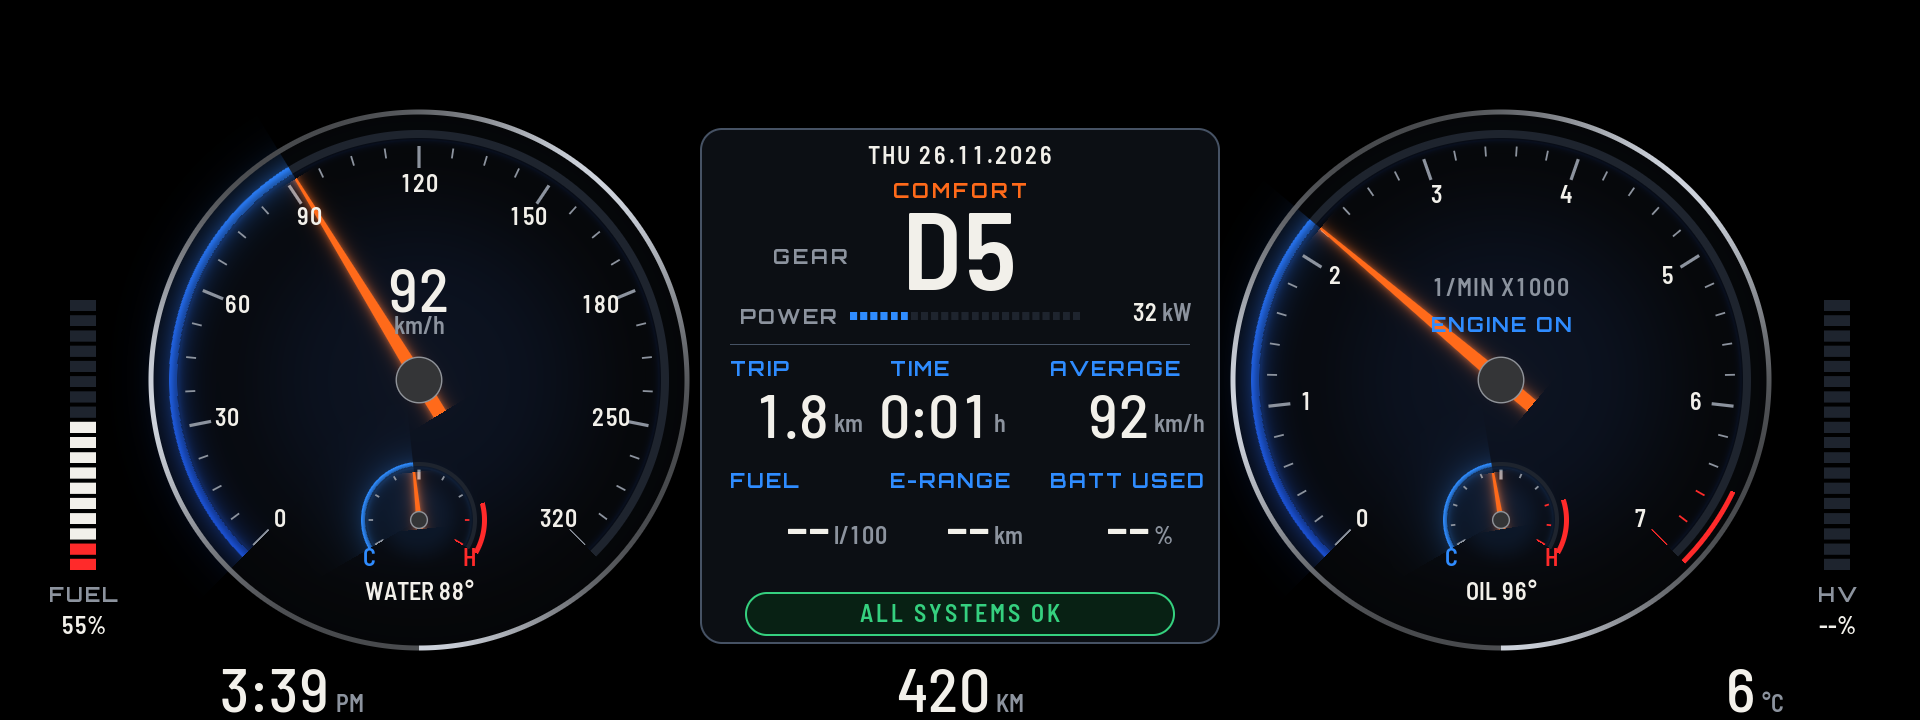 THU 26.11.2026
COMFORT
GEAR D5
POWER 32 kW
TRIP TIME AVERAGE
1.8 km 0:01 h 92 km/h
FUEL E-RANGE BATT USED
-- l/100 -- km -- %
ALL SYSTEMS OK
0 30 60 90 120 150 180 250 320
92
km/h
C H
WATER 88°
0 1 2 3 4 5 6 7
1/MIN X1000
ENGINE ON
C H
OIL 96°
FUEL
55%
HV
--%
3:39 PM
420 KM
6 °C